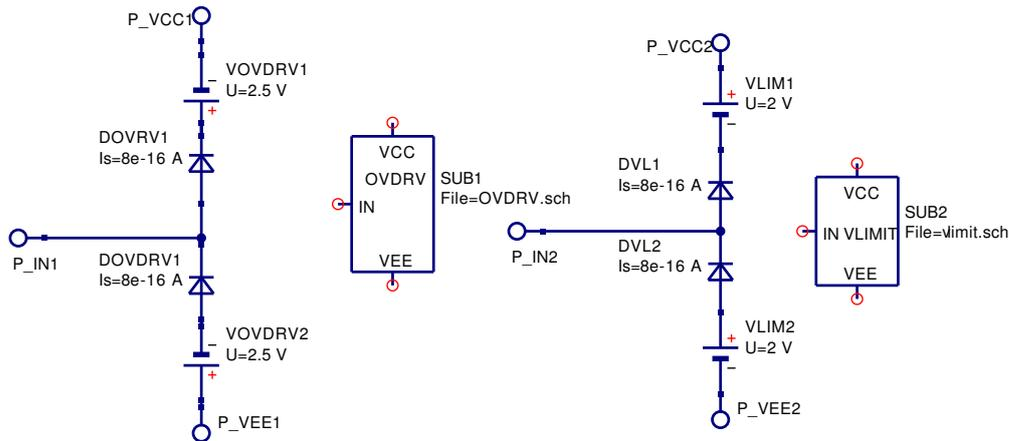 P_VCC1
VOVDRV1
U=2.5 V
DOVRV1
Is=8e-16 A
P_IN1
DOVDRV1
Is=8e-16 A
VOVDRV2
U=2.5 V
P_VEE1
VCC
OVDRV
IN
VEE
SUB1
File=OVDRV.sch
P_VCC2
VLIM1
U=2 V
DVL1
Is=8e-16 A
P_IN2
DVL2
Is=8e-16 A
VLIM2
U=2 V
P_VEE2
VCC
IN VLIMIT
VEE
SUB2
File=vlimit.sch